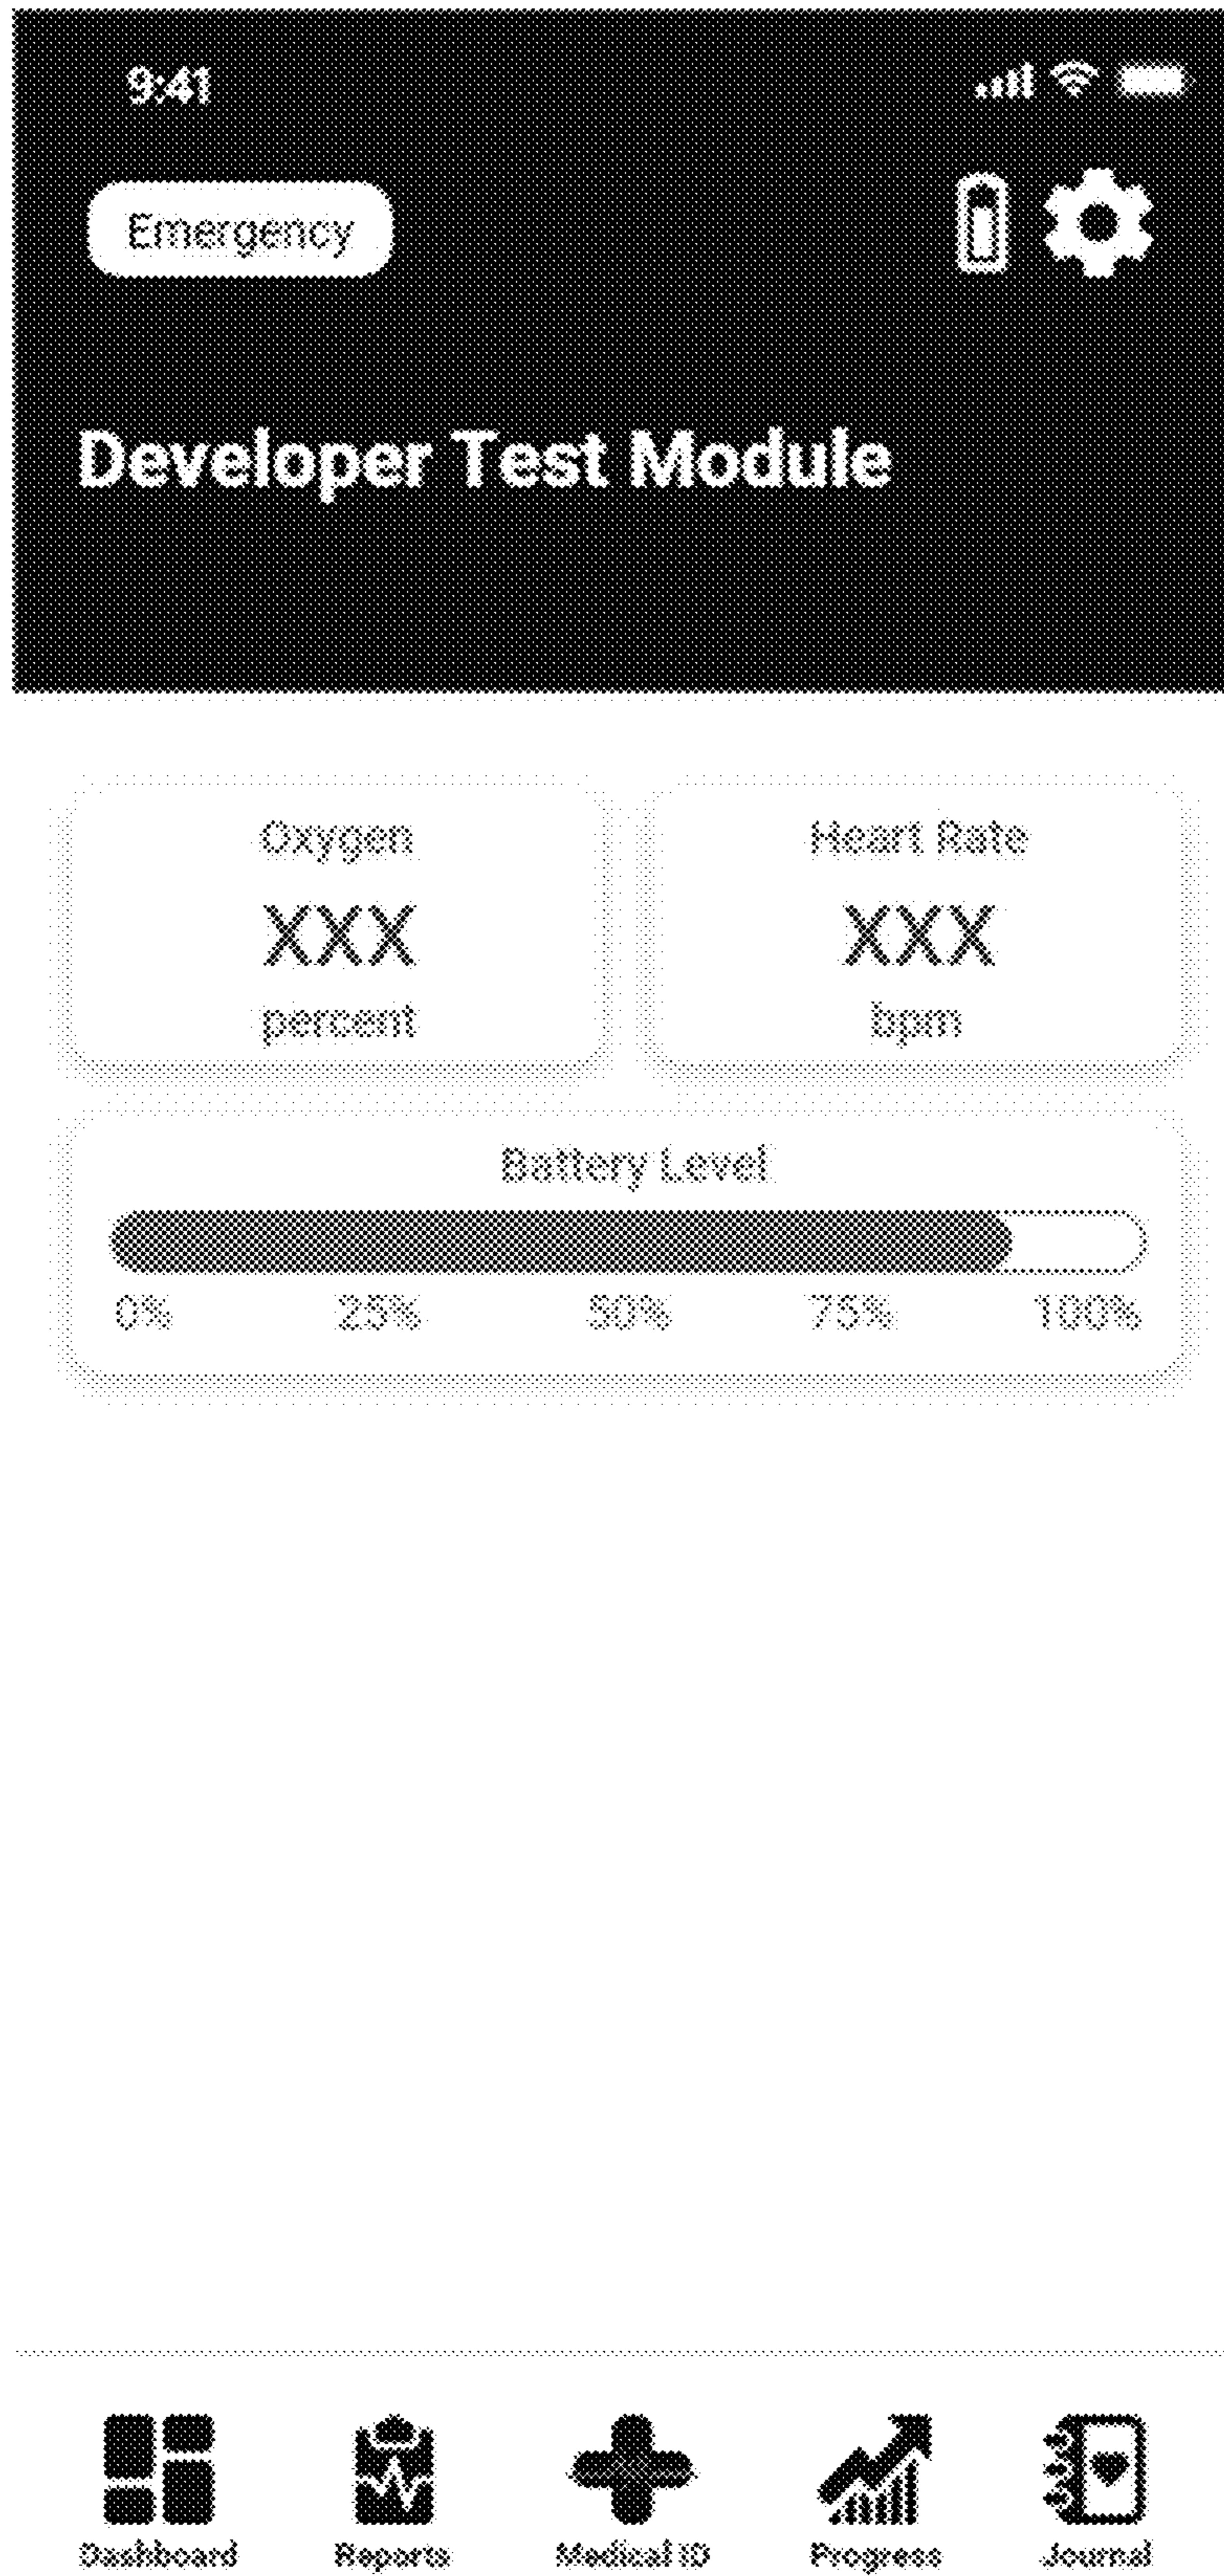 9:41
Emergency
Developer Test Module
Oxygen
XXX
percent
Heart Rate
XXX
bpm
Battery Level
0% 25% 50% 75% 100%
Dashboard Reports Medical ID Progress Journal